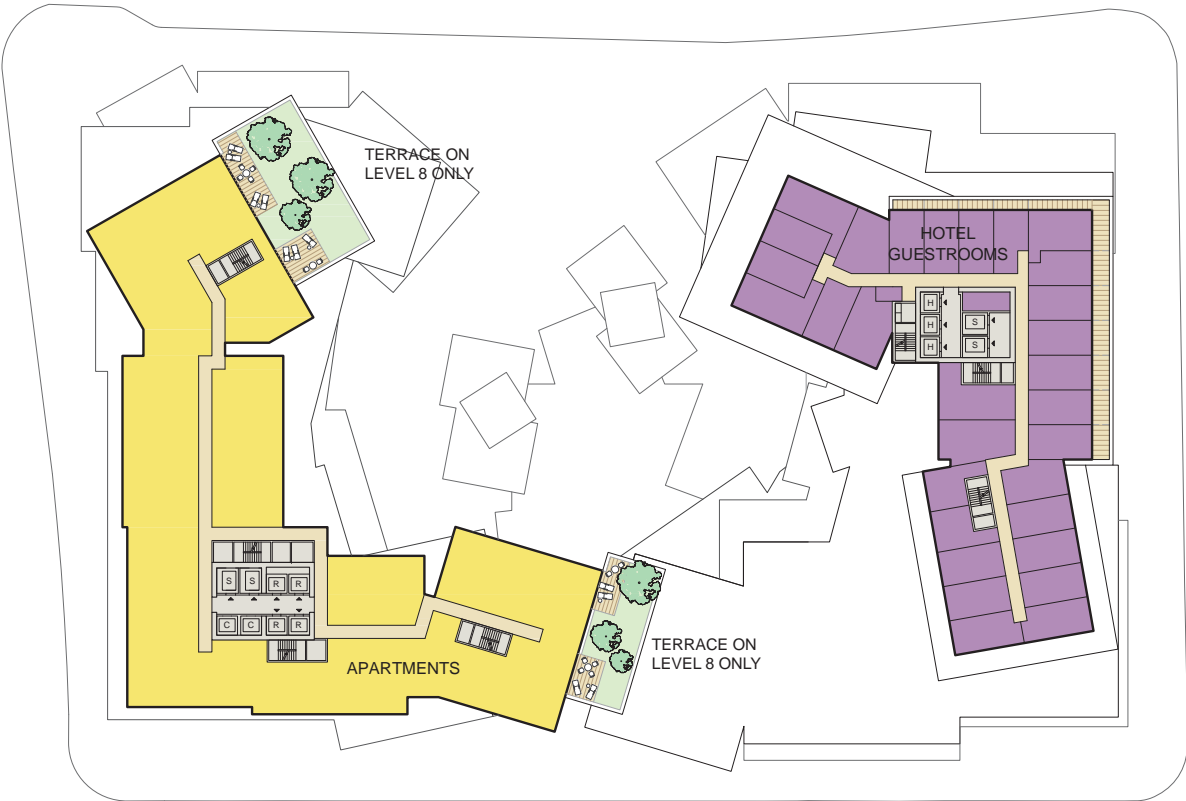 TERRACE ON
LEVEL 8 ONLY
HOTEL
GUESTROOMS
H
H
S
H
S
S
S
R
R
C
C
R
R
APARTMENTS
TERRACE ON
LEVEL 8 ONLY